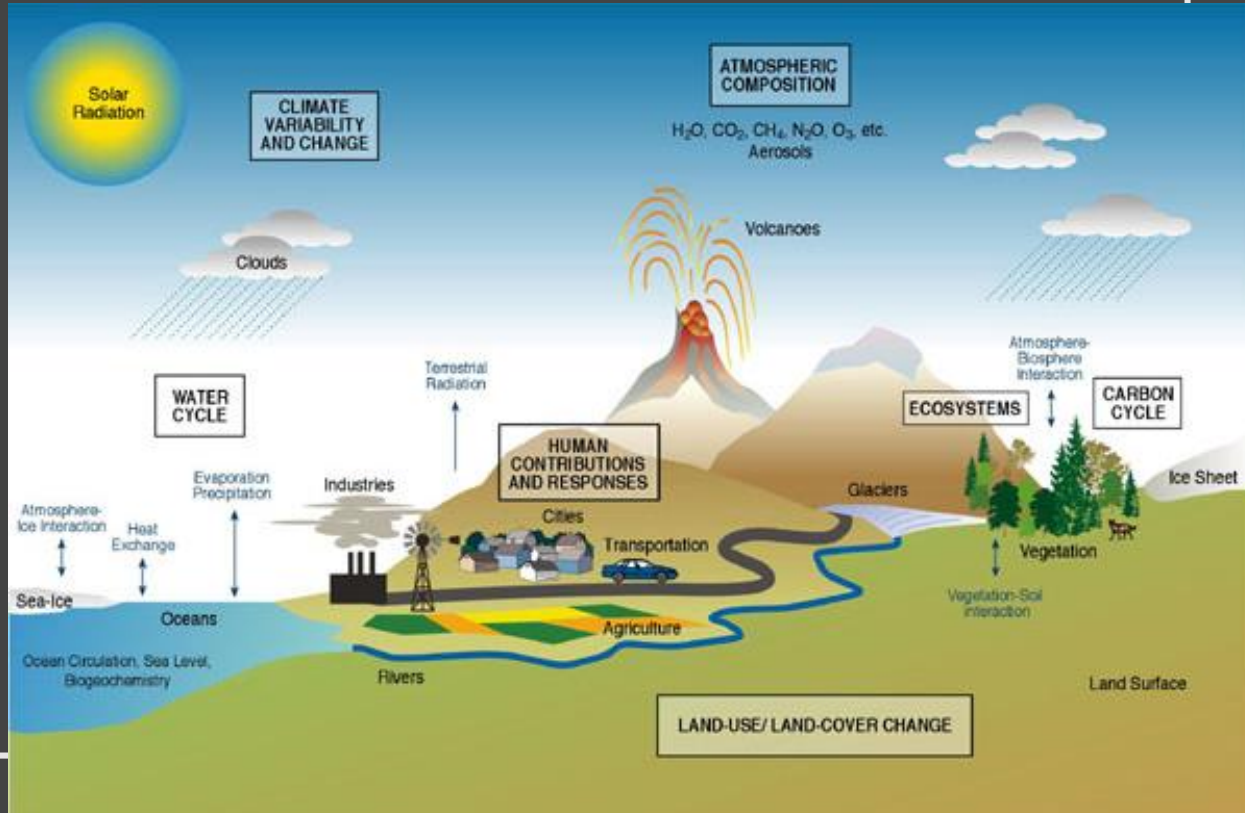 Solar
Radiation
CLIMATE
VARIABILITY
AND CHANGE
ATMOSPHERIC
COMPOSITION
H₂O, CO₂, CH₄, N₂O, O₃, etc.
Aerosols
Volcanoes
Clouds
Terrestrial
Radiation
Atmosphere-
Biosphere
Interaction
WATER
CYCLE
ECOSYSTEMS
CARBON
CYCLE
HUMAN
CONTRIBUTIONS
AND RESPONSES
Evaporation
Precipitation
Industries
Glaciers
Ice Sheet
Atmosphere-
Ice Interaction
Heat
Exchange
Cities
Transportation
Vegetation
Sea-Ice
Oceans
Vegetation-Soil
interaction
Agriculture
Ocean Circulation, Sea Level,
Biogeochemistry
Rivers
Land Surface
LAND-USE/ LAND-COVER CHANGE